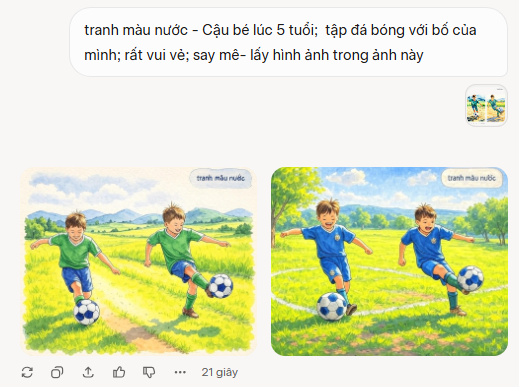 tranh màu nước - Cậu bé lúc 5 tuổi; tập đá bóng với bố của
mình; rất vui vẻ; say mê- lấy hình ảnh trong ảnh này
tranh màu nước
tranh màu nước
21 giây